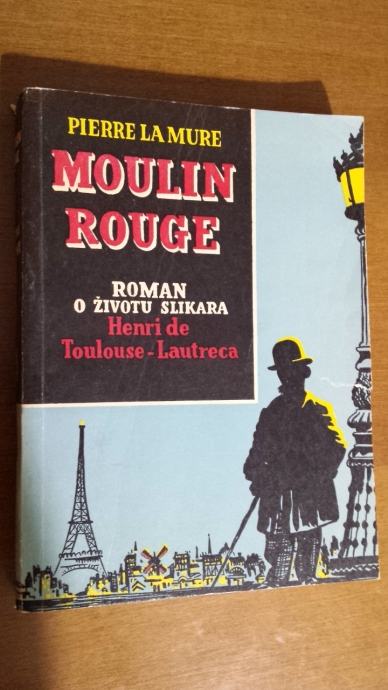 PIERRE LA MURE
MOULIN
ROUGE
ROMAN
O ŽIVOTU SLIKARA
Henri de
Toulouse-Lautreca